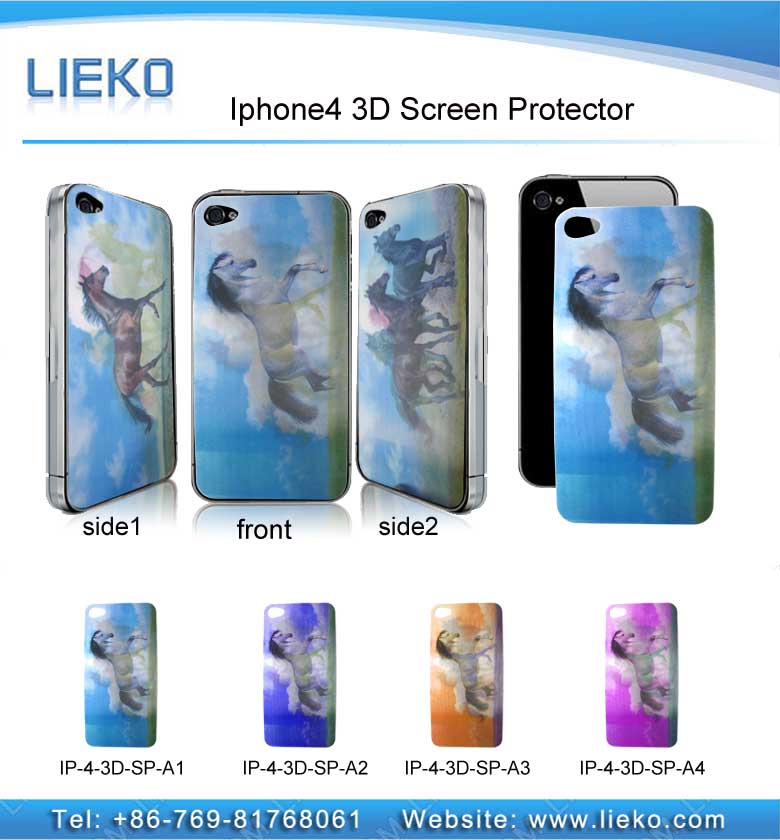 LIEKO
Iphone4 3D Screen Protector
side1
front
side2
IP-4-3D-SP-A1
IP-4-3D-SP-A2
IP-4-3D-SP-A3
IP-4-3D-SP-A4
Tel: +86-769-81768061 Website: www.lieko.com